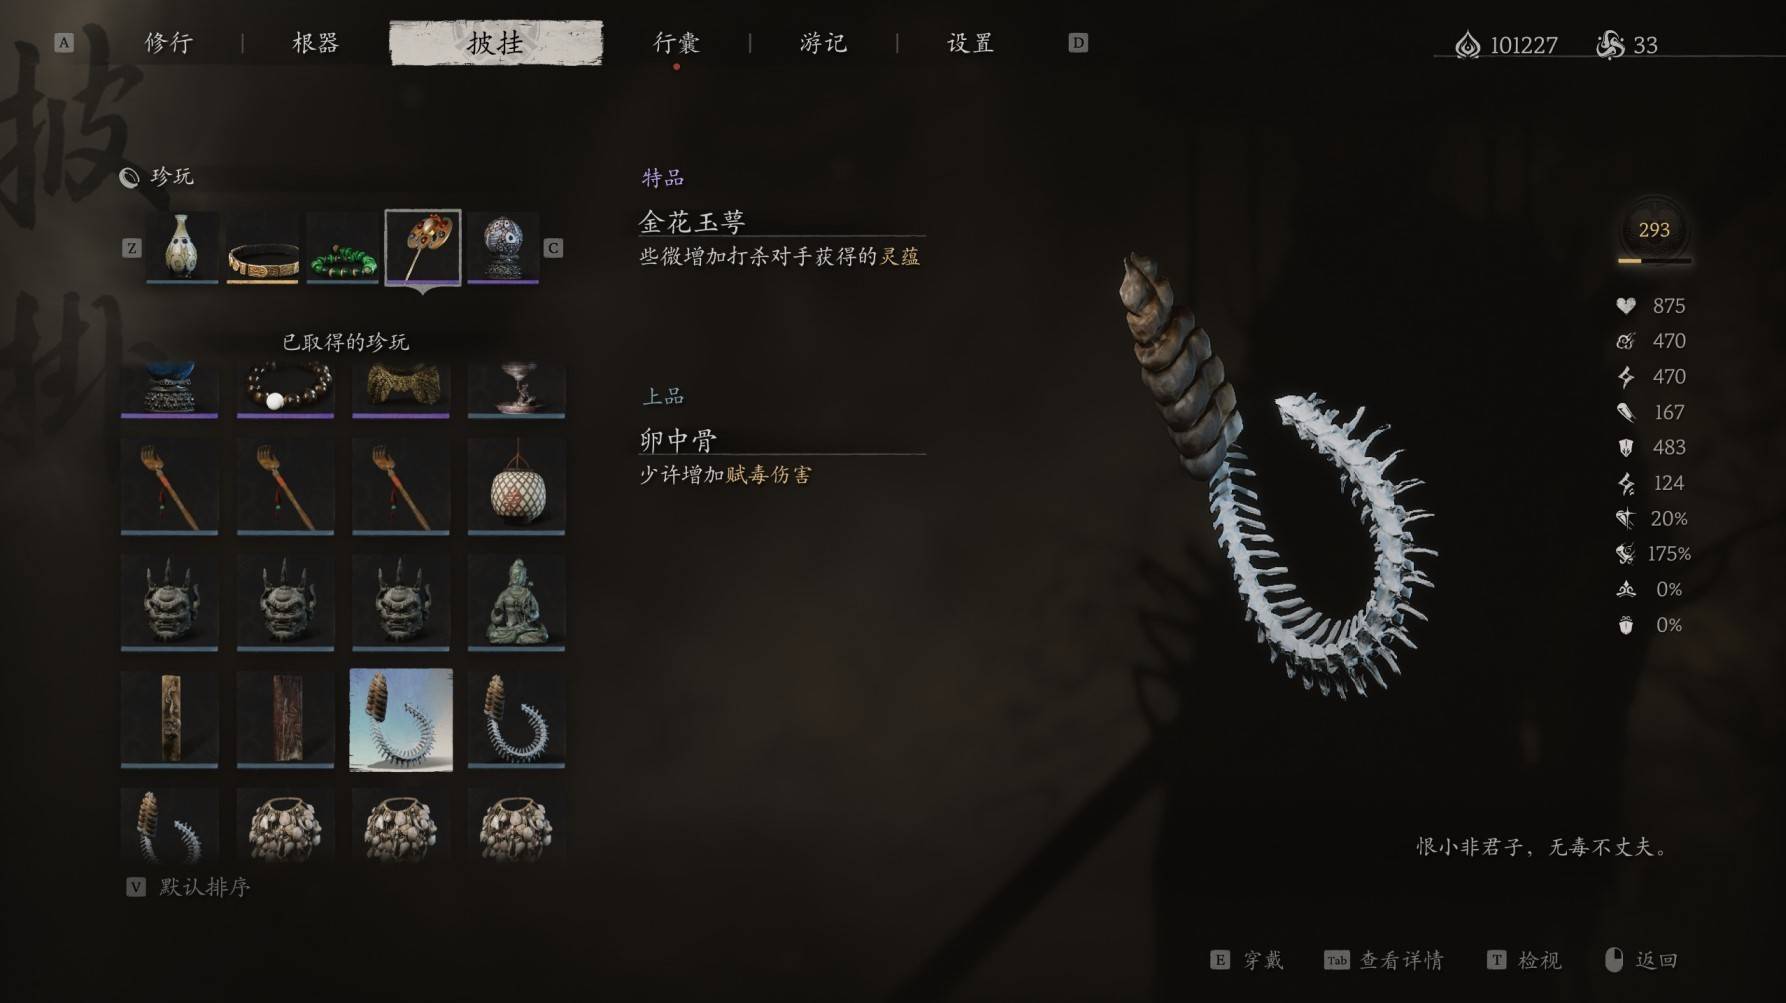 A 修行 | 根器 披挂 行囊 | 游记 | 设置 D
101227 33
披挂
珍玩
Z C
已取得的珍玩
V 默认排序
特品
金花玉萼
些微增加打杀对手获得的灵蕴
上品
卵中骨
少许增加赋毒伤害
293
875
470
470
167
483
124
20%
175%
0%
0%
恨小非君子，无毒不丈夫。
E 穿戴 Tab 查看详情 T 检视 返回